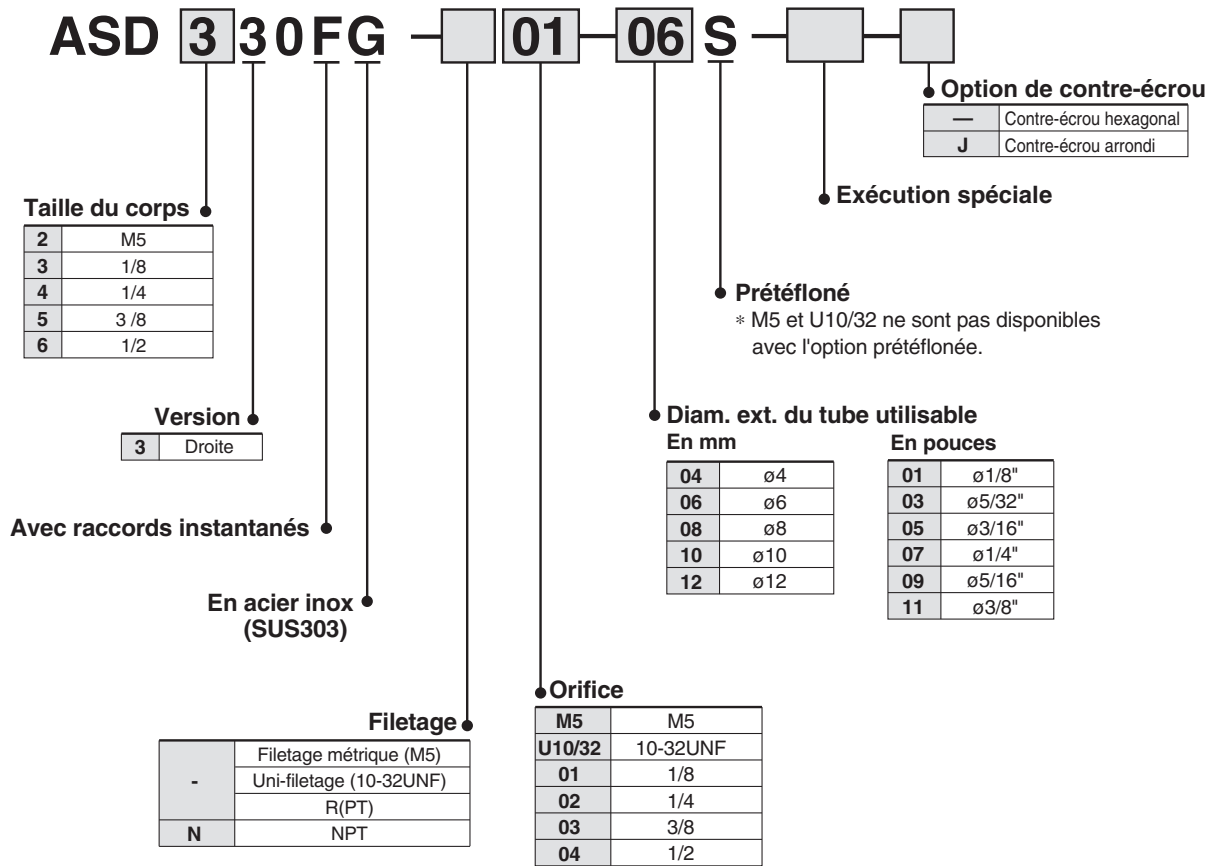 ASD 3 30FG - 01 - 06 S - -
Option de contre-écrou
— Contre-écrou hexagonal
J Contre-écrou arrondi
Exécution spéciale
Taille du corps
2 M5
3 1/8
4 1/4
5 3 /8
6 1/2
Prétéfloné
* M5 et U10/32 ne sont pas disponibles
avec l'option prétéflonée.
Version
3 Droite
Diam. ext. du tube utilisable
En mm
04 ø4
06 ø6
08 ø8
10 ø10
12 ø12
En pouces
01 ø1/8"
03 ø5/32"
05 ø3/16"
07 ø1/4"
09 ø5/16"
11 ø3/8"
Avec raccords instantanés
En acier inox
(SUS303)
Filetage
- Filetage métrique (M5)
Uni-filetage (10-32UNF)
R(PT)
N NPT
Orifice
M5 M5
U10/32 10-32UNF
01 1/8
02 1/4
03 3/8
04 1/2